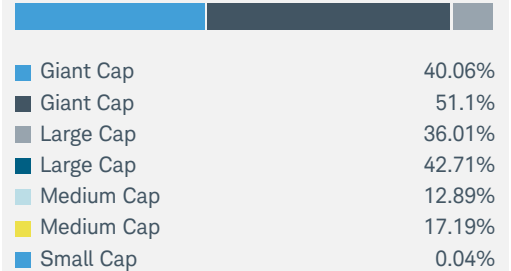 Giant Cap 40.06%
Giant Cap 51.1%
Large Cap 36.01%
Large Cap 42.71%
Medium Cap 12.89%
Medium Cap 17.19%
Small Cap 0.04%